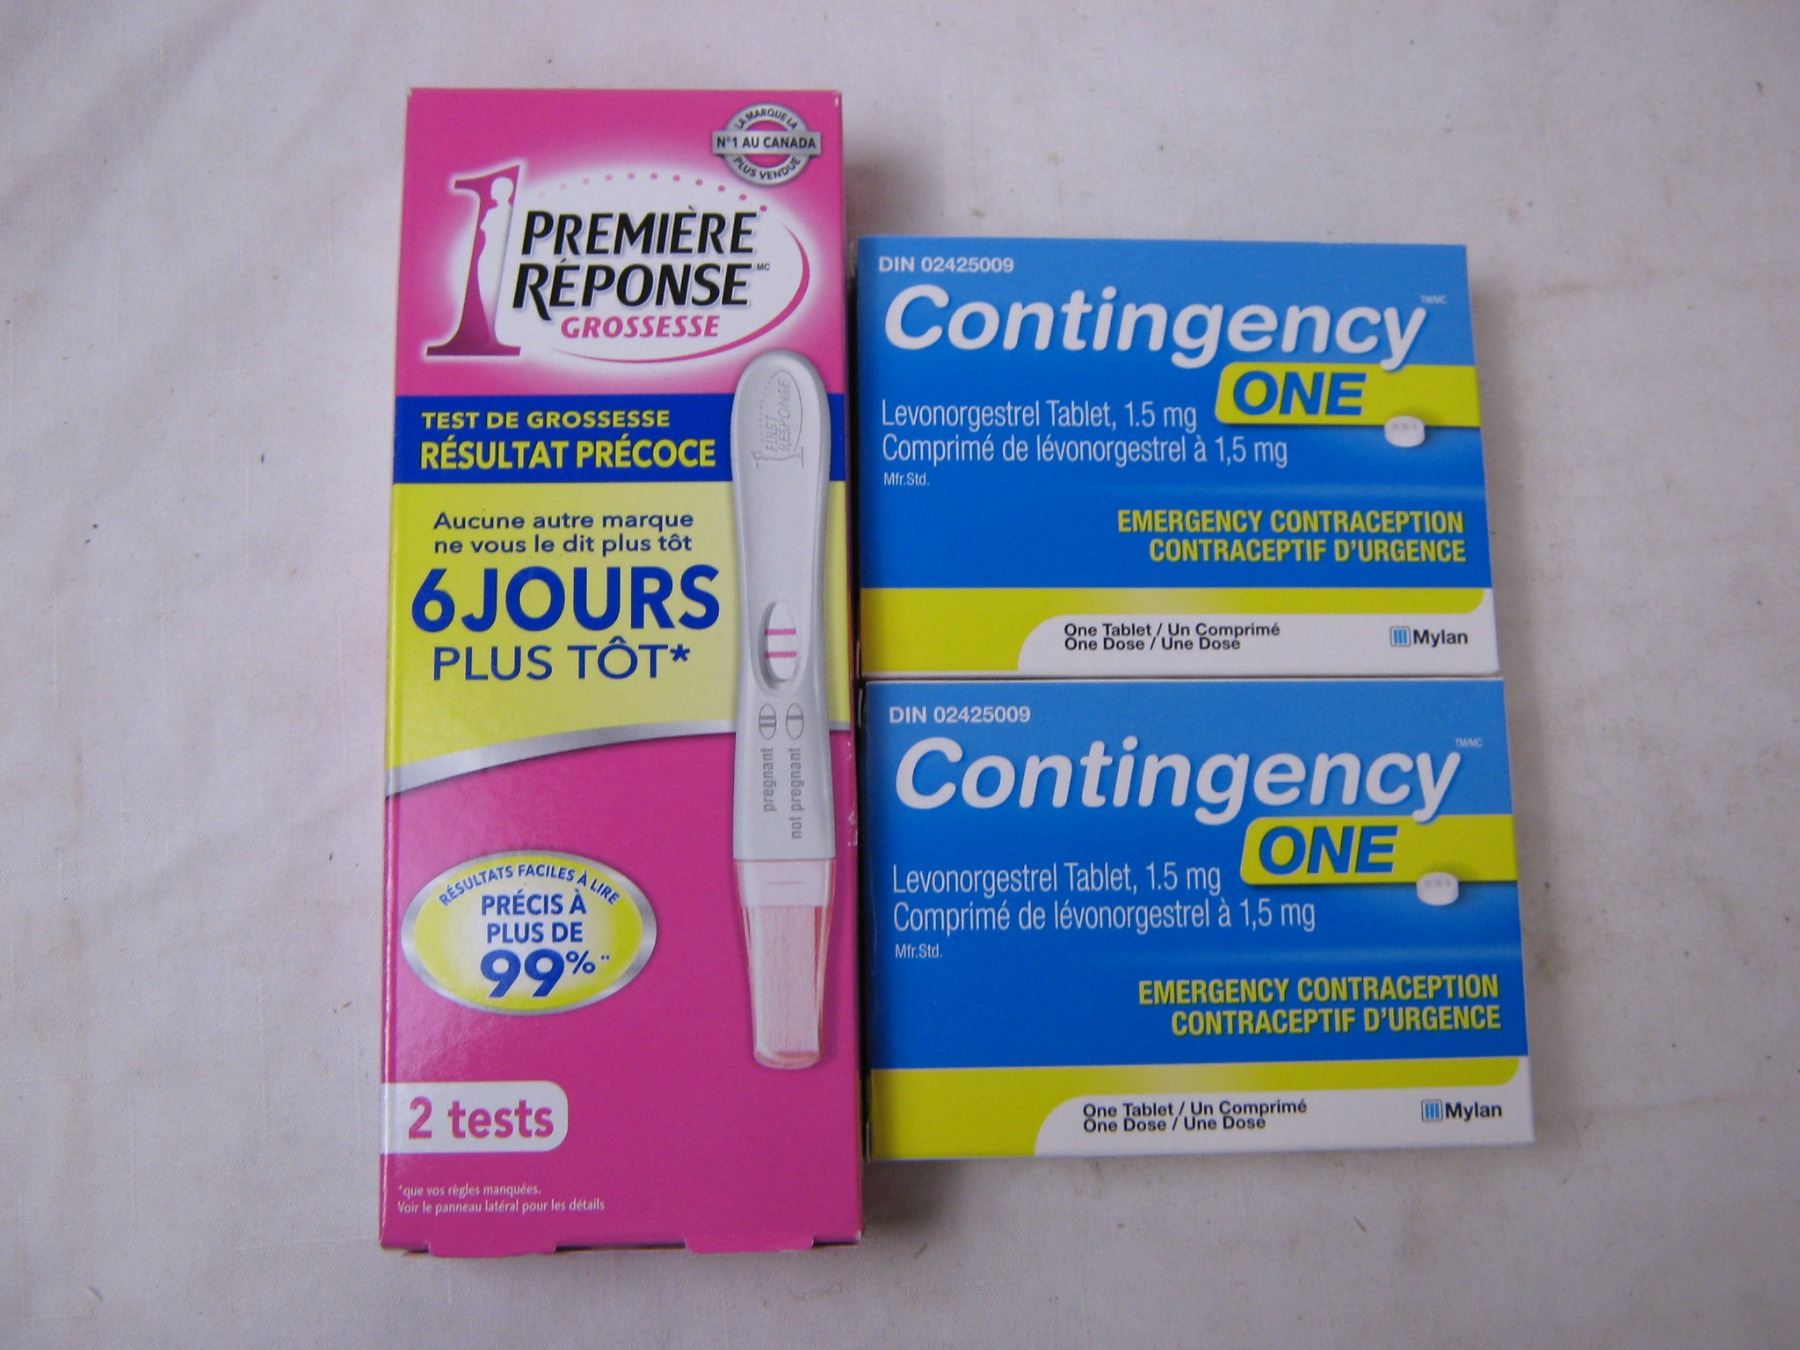 LA MARQUE LA
N°1 AU CANADA
PLUS VENDUE
1 PREMIÈRE
RÉPONSE MC
GROSSESSE
TEST DE GROSSESSE
RÉSULTAT PRÉCOCE
Aucune autre marque
ne vous le dit plus tôt
6 JOURS
PLUS TÔT*
1 FIRST
RESPONSE
pregnant
not pregnant
RÉSULTATS FACILES À LIRE
PRÉCIS À
PLUS DE
99%**
2 tests
*que vos règles manquées.
Voir le panneau latéral pour les détails
DIN 02425009
Contingency TM/MC
ONE
Levonorgestrel Tablet, 1.5 mg
Comprimé de lévonorgestrel à 1,5 mg
Mfr.Std.
EMERGENCY CONTRACEPTION
CONTRACEPTIF D'URGENCE
One Tablet / Un Comprimé
One Dose / Une Dose
Mylan
DIN 02425009
Contingency TM/MC
ONE
Levonorgestrel Tablet, 1.5 mg
Comprimé de lévonorgestrel à 1,5 mg
Mfr.Std.
EMERGENCY CONTRACEPTION
CONTRACEPTIF D'URGENCE
One Tablet / Un Comprimé
One Dose / Une Dose
Mylan